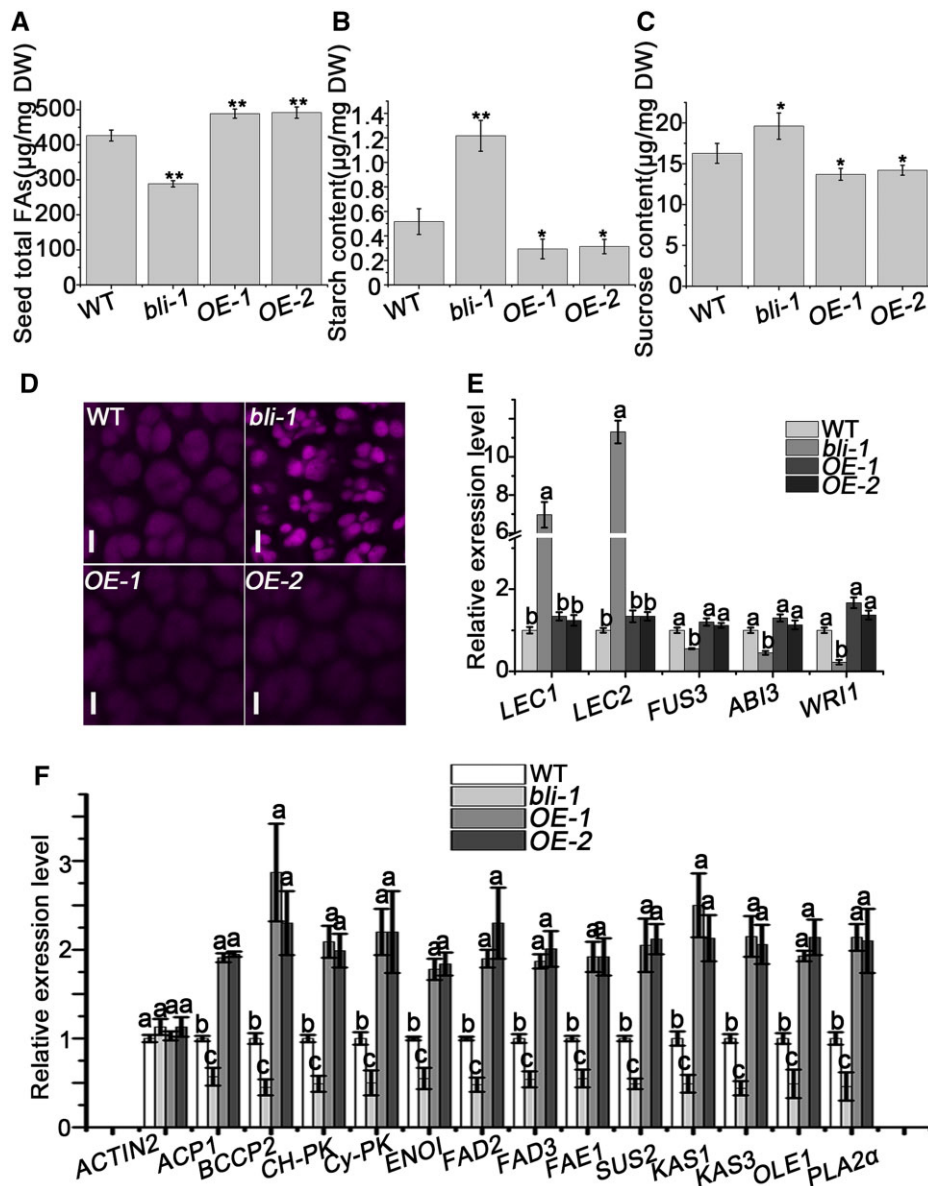 A
Seed total FAs(µg/mg DW)
500
400
300
200
100
0
**
**
**
WT
bli-1
OE-1
OE-2
B
Starch content(µg/mg DW)
1.4
1.2
1.0
0.8
0.6
0.4
0.2
0
**
*
*
WT
bli-1
OE-1
OE-2
C
Sucrose content(µg/mg DW)
20
15
10
5
0
*
*
*
WT
bli-1
OE-1
OE-2
D
WT
bli-1
OE-1
OE-2
E
Relative exression level
10
8
6
2
1
0
b a b b
b a b b
a b a a
a b a a
a b a a
WT
bli-1
OE-1
OE-2
LEC1
LEC2
FUS3
ABI3
WRI1
F
Relative exression level
3
2
1
0
WT
bli-1
OE-1
OE-2
a a a a
b c a a
b c a a
b c a a
b c a a
b c a a
b c a a
b c a a
b c a a
b c a a
b c a a
b c a a
b c a a
b c a a
ACTIN2
ACP1
BCCP2
CH-PK
Cy-PK
ENOl
FAD2
FAD3
FAE1
SUS2
KAS1
KAS3
OLE1
PLA2α